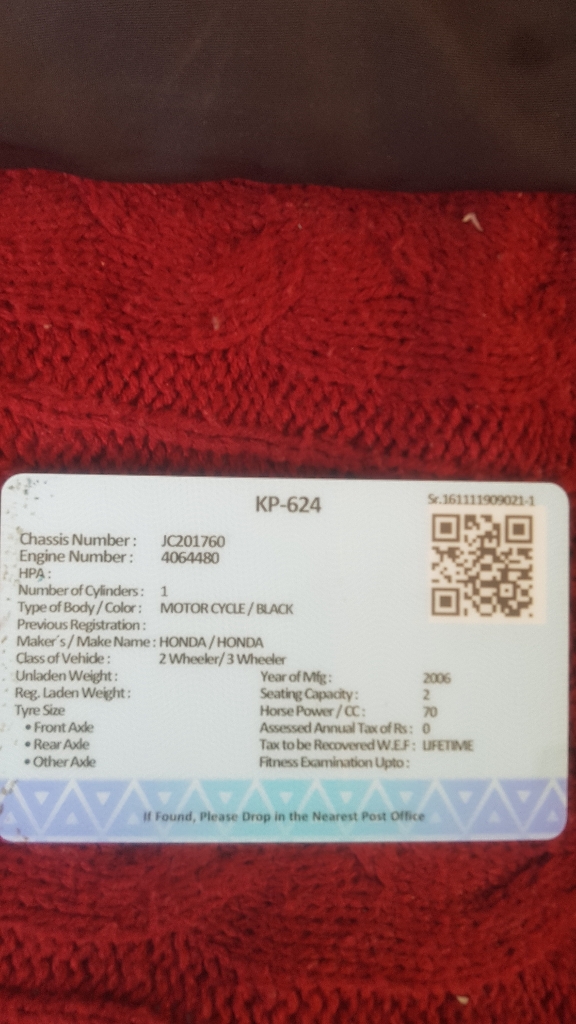 KP-624
Sr.161111909021-1
Chassis Number : JC201760
Engine Number : 4064480
HPA :
Number of Cylinders : 1
Type of Body / Color : MOTOR CYCLE / BLACK
Previous Registration :
Maker's / Make Name : HONDA / HONDA
Class of Vehicle : 2 Wheeler/ 3 Wheeler
Unladen Weight : Year of Mfg : 2006
Reg. Laden Weight : Seating Capacity : 2
Tyre Size Horse Power / CC : 70
• Front Axle Assessed Annual Tax of Rs : 0
• Rear Axle Tax to be Recovered W.E.F : LIFETIME
• Other Axle Fitness Examination Upto :
If Found, Please Drop in the Nearest Post Office